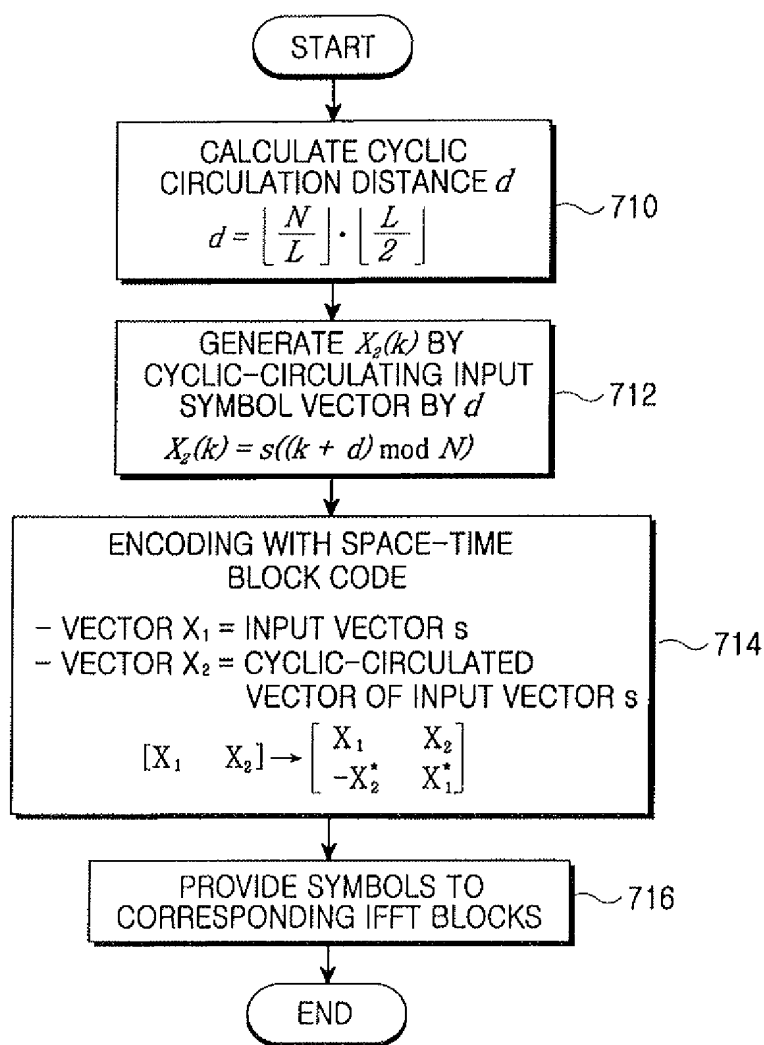 START
CALCULATE CYCLIC
CIRCULATION DISTANCE d
d = ⌊N/L⌋ · ⌊L/2⌋
710
GENERATE X₂(k) BY
CYCLIC-CIRCULATING INPUT
SYMBOL VECTOR BY d
X₂(k) = s((k + d) mod N)
712
ENCODING WITH SPACE-TIME
BLOCK CODE
- VECTOR X₁ = INPUT VECTOR s
- VECTOR X₂ = CYCLIC-CIRCULATED
VECTOR OF INPUT VECTOR s
[X₁ X₂] → [X₁ X₂
-X₂* X₁*]
714
PROVIDE SYMBOLS TO
CORRESPONDING IFFT BLOCKS
716
END